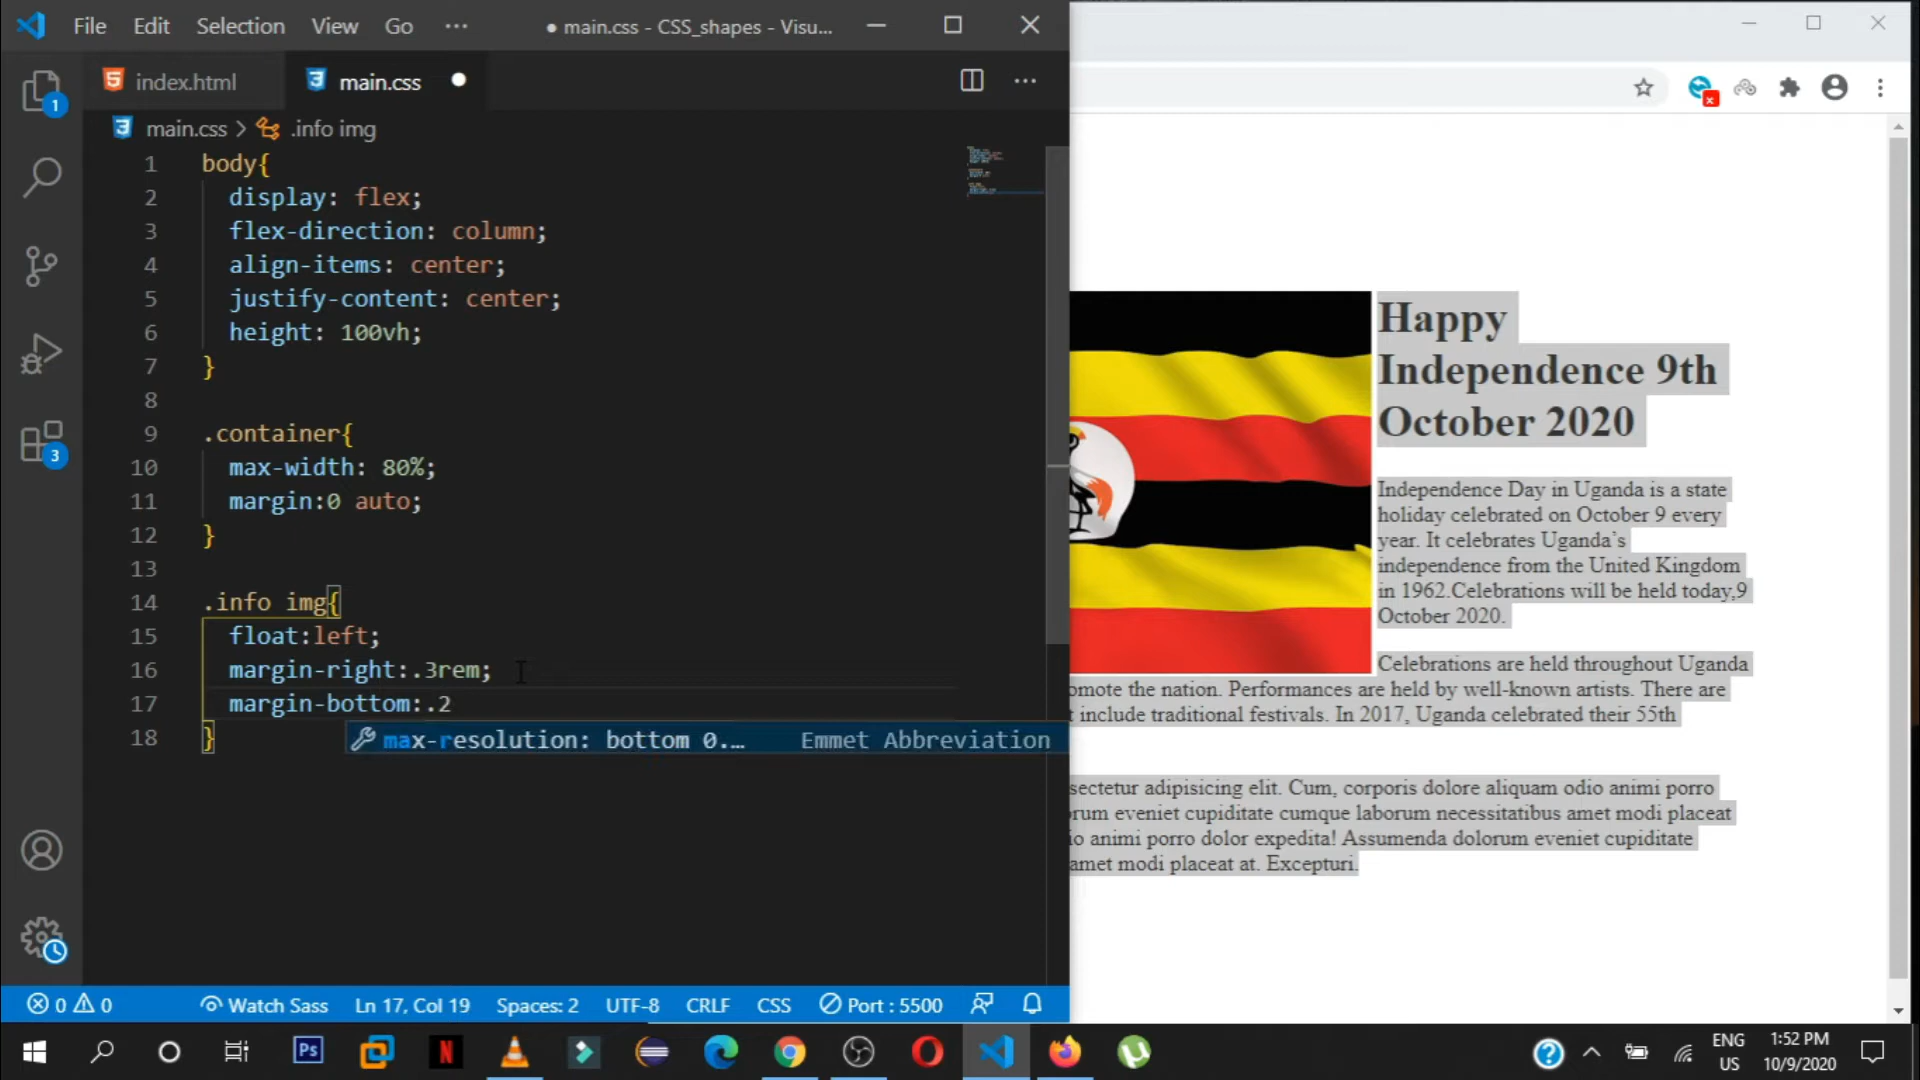 File Edit Selection View Go ··· ● main.css - CSS_shapes - Visu...
index.html main.css
main.css > .info img
1 body{
2 display: flex;
3 flex-direction: column;
4 align-items: center;
5 justify-content: center;
6 height: 100vh;
7 }
8
9 .container{
10 max-width: 80%;
11 margin:0 auto;
12 }
13
14 .info img{
15 float:left;
16 margin-right:.3rem;
17 margin-bottom:.2
18 }
max-resolution: bottom 0.... Emmet Abbreviation
1
3
Happy
Independence 9th
October 2020
Independence Day in Uganda is a state
holiday celebrated on October 9 every
year. It celebrates Uganda's
independence from the United Kingdom
in 1962.Celebrations will be held today,9
October 2020.
Celebrations are held throughout Uganda
omote the nation. Performances are held by well-known artists. There are
t include traditional festivals. In 2017, Uganda celebrated their 55th
sectetur adipisicing elit. Cum, corporis dolore aliquam odio animi porro
orum eveniet cupiditate cumque laborum necessitatibus amet modi placeat
io animi porro dolor expedita! Assumenda dolorum eveniet cupiditate
amet modi placeat at. Excepturi.
0 0 Watch Sass Ln 17, Col 19 Spaces: 2 UTF-8 CRLF CSS Port : 5500
Ps N
ENG
US
1:52 PM
10/9/2020